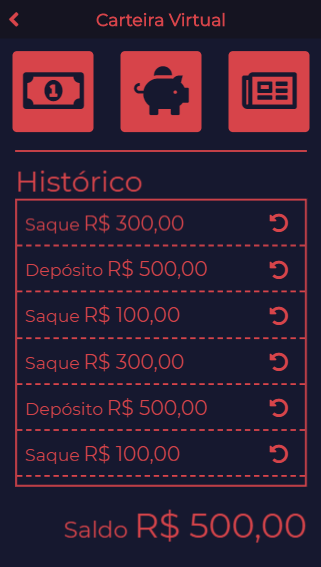 Carteira Virtual
1
Histórico
Saque R$ 300,00
Depósito R$ 500,00
Saque R$ 100,00
Saque R$ 300,00
Depósito R$ 500,00
Saque R$ 100,00
Saldo R$ 500,00